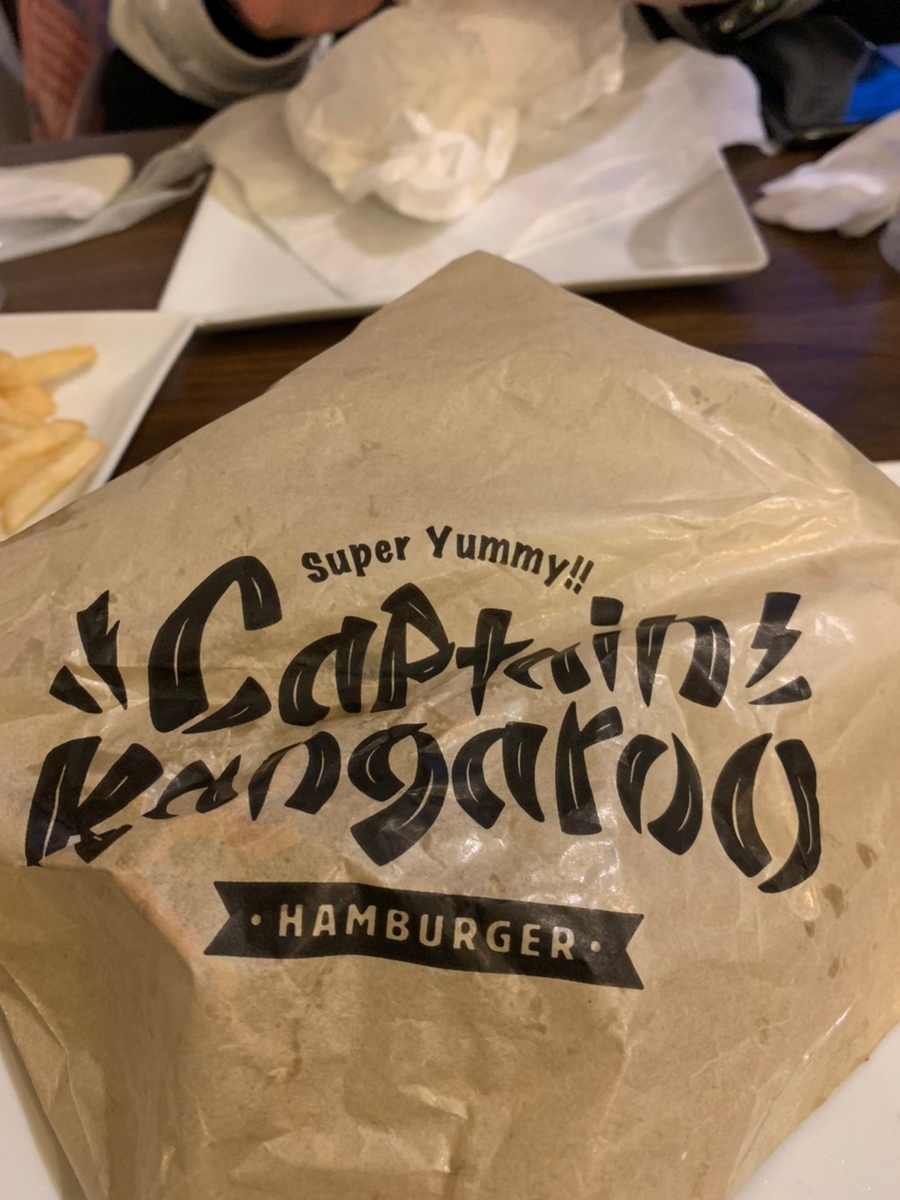 Super Yummy!!
Captain
Kangaroo
• HAMBURGER •